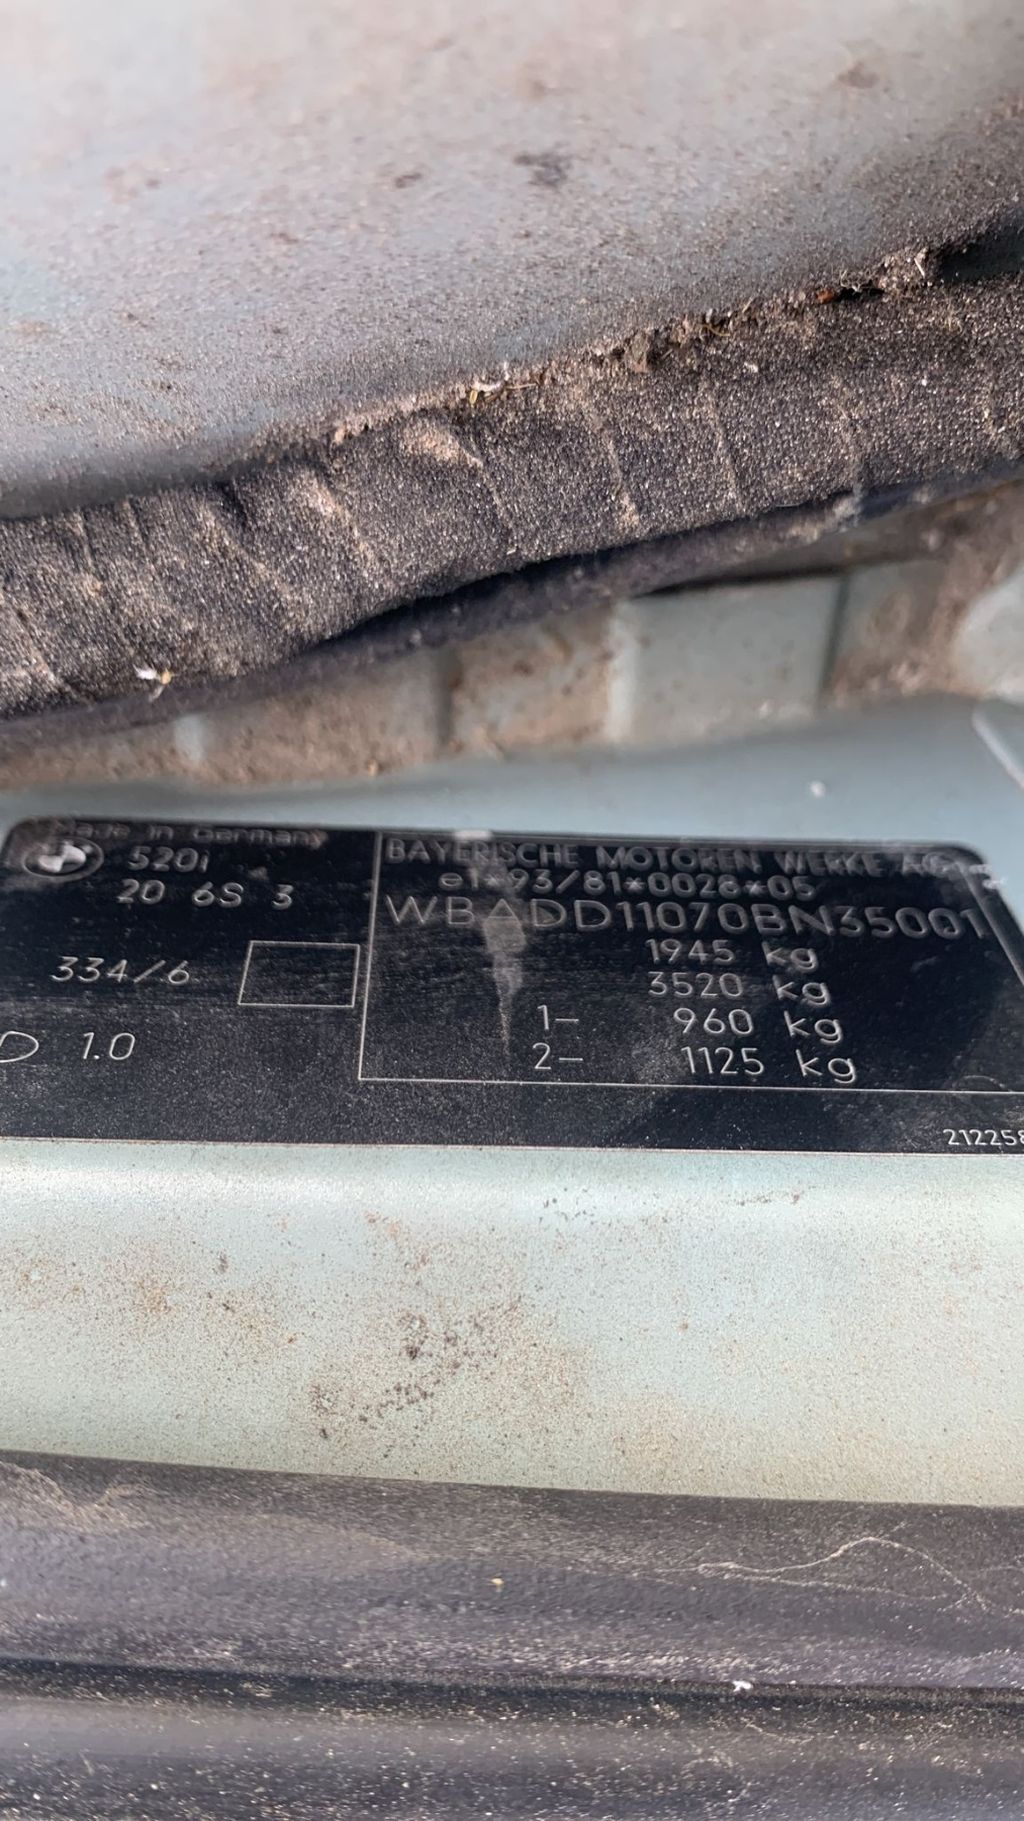 Made in Germany
520i
20 6S 3
334/6
D 1.0
BAYERISCHE MOTOREN WERKE AG
e1*93/81*0028*05
WBADD11070BN35001
1945 kg
3520 kg
1- 960 kg
2- 1125 kg
212258